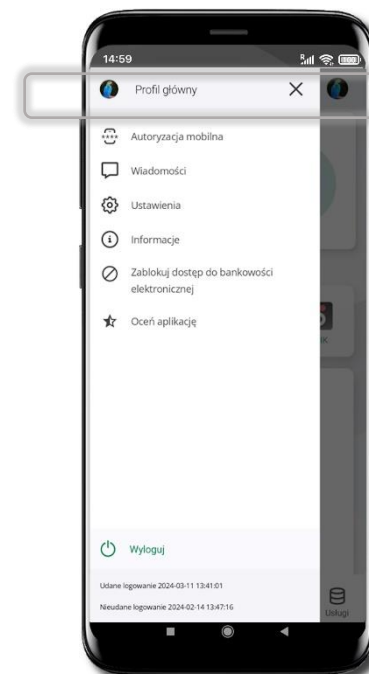 14:59
Profil główny
Autoryzacja mobilna
Wiadomości
Ustawienia
Informacje
Zablokuj dostęp do bankowości
elektronicznej
Oceń aplikację
Wyloguj
Udane logowanie 2024-03-11 13:41:01
Nieudane logowanie 2024-02-14 13:47:16
Usługi